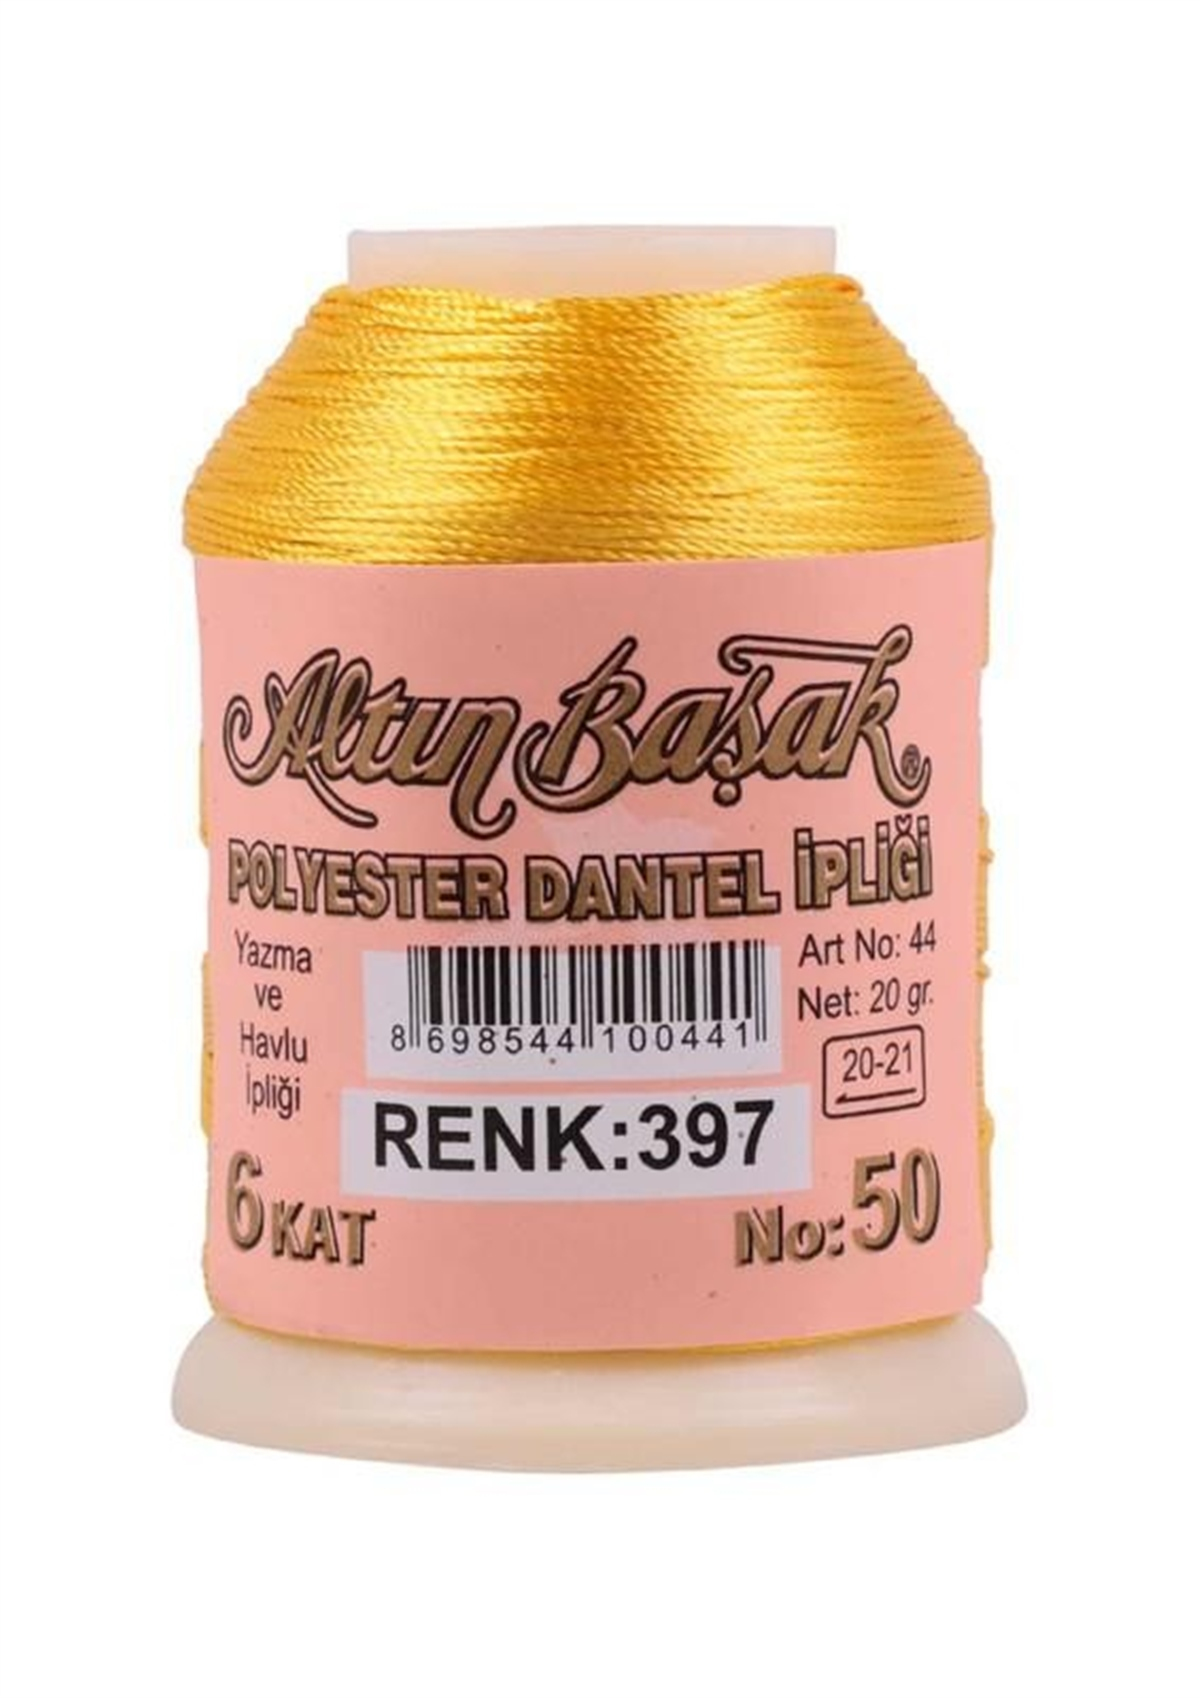 Altın Başak®
POLYESTER DANTEL İPLİĞİ
Yazma
ve
Havlu
İpliği
8 698544 100441
Art No: 44
Net: 20 gr.
20-21
RENK:397
6 KAT
No: 50